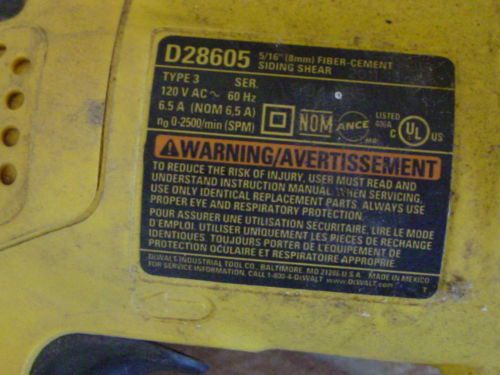 D28605 5/16" (8mm) FIBER-CEMENT
SIDING SHEAR
TYPE 3 SER.
120 V AC ~ 60 Hz
6.5 A (NOM 6,5 A)
n₀ 0-2500/min (SPM)
NOM
ANCE
LISTED
C UL US
WARNING/AVERTISSEMENT
TO REDUCE THE RISK OF INJURY, USER MUST READ AND
UNDERSTAND INSTRUCTION MANUAL. WHEN SERVICING,
USE ONLY IDENTICAL REPLACEMENT PARTS. ALWAYS USE
PROPER EYE AND RESPIRATORY PROTECTION.
POUR ASSURER UNE UTILISATION SÉCURITAIRE, LIRE LE MODE
D'EMPLOI. UTILISER UNIQUEMENT LES PIÈCES DE RECHANGE
IDENTIQUES. TOUJOURS PORTER DE L'EQUIPEMENT DE
PROTECTION OCULAIRE ET RESPIRATOIRE APPROPRIE
DEWALT INDUSTRIAL TOOL CO., BALTIMORE, MD 21286 U.S.A. MADE IN MEXICO
FOR SERVICE INFORMATION, CALL 1-800-4-DEWALT www.DEWALT.com